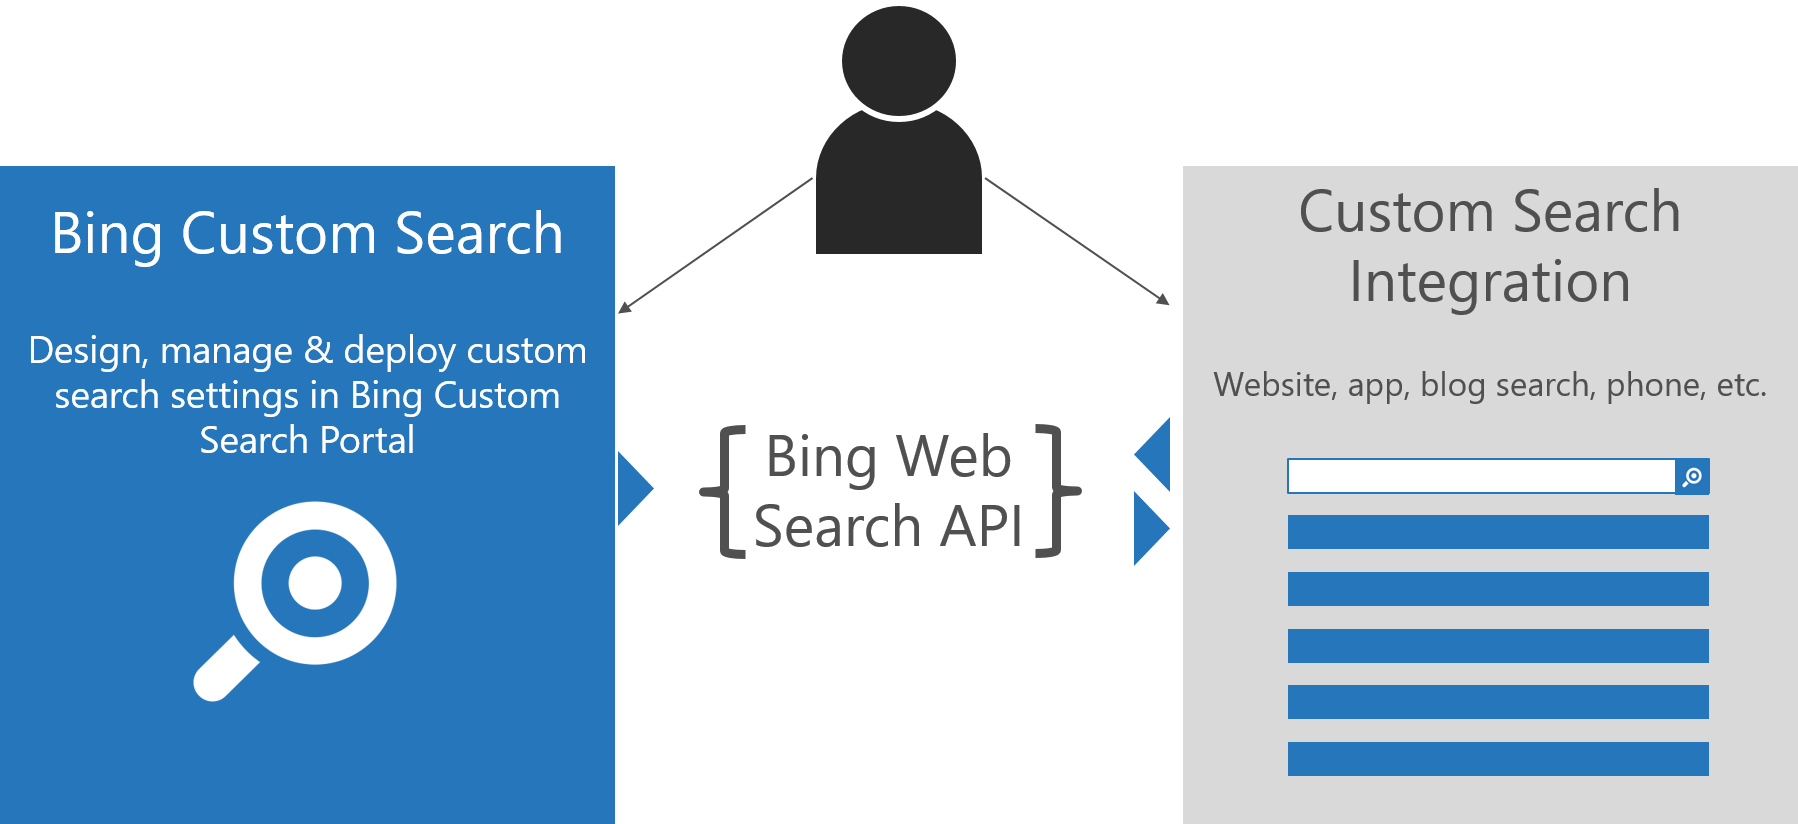 Bing Custom Search
Design, manage & deploy custom
search settings in Bing Custom
Search Portal
Bing Web
Search API
Custom Search
Integration
Website, app, blog search, phone, etc.